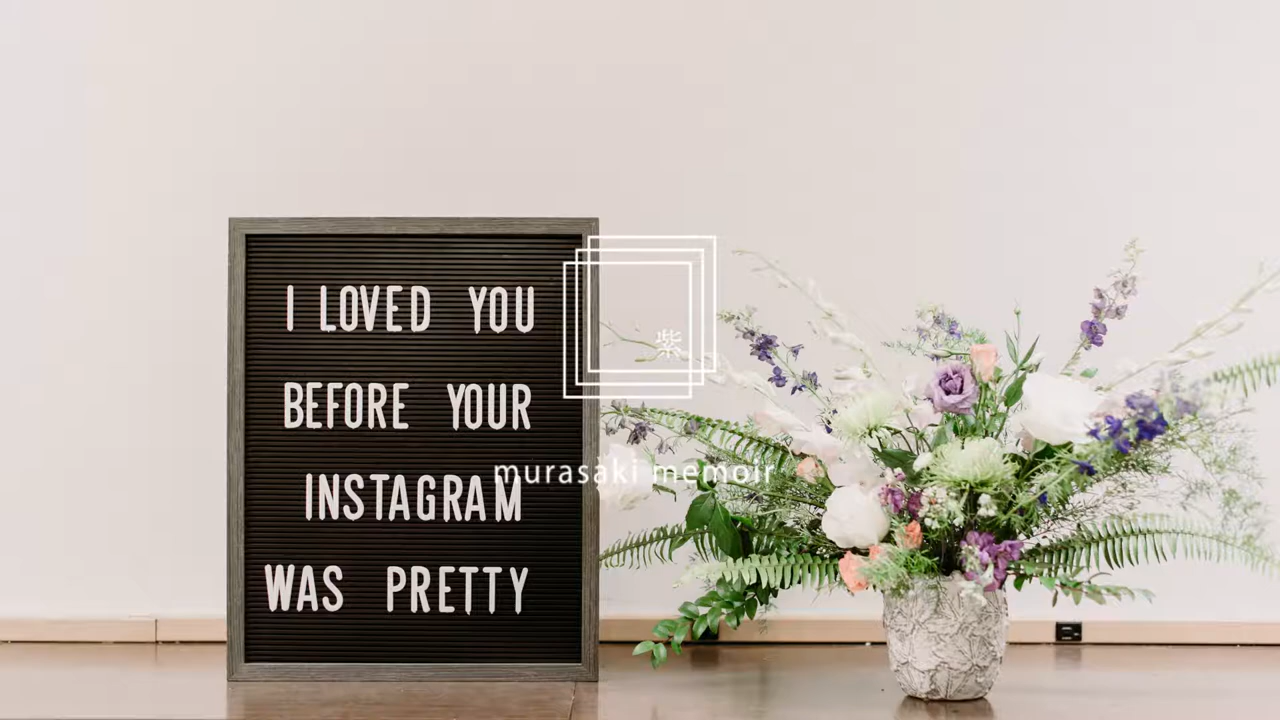 I LOVED YOU
BEFORE YOUR
INSTAGRAM
WAS PRETTY
紫
murasaki memoir